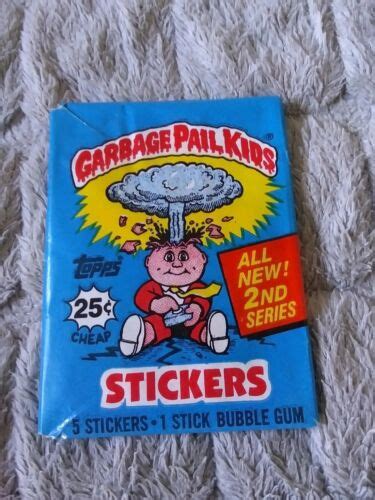 GARBAGE PAIL KIDS®
topps®
25¢
CHEAP
ALL
NEW!
2ND
SERIES
STICKERS
5 STICKERS • 1 STICK BUBBLE GUM